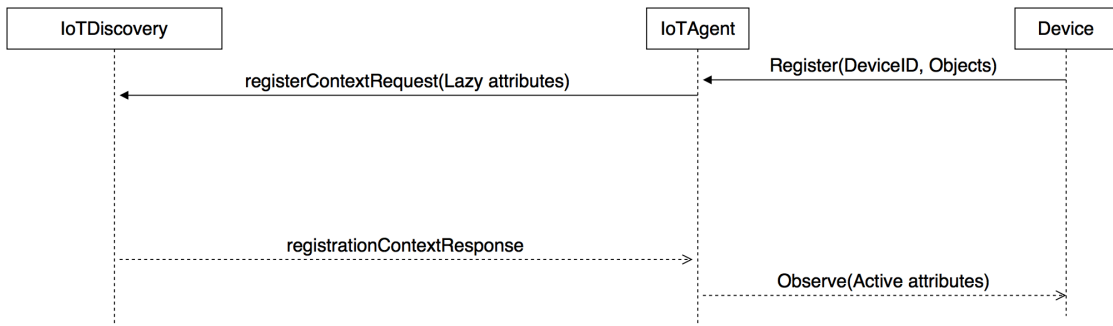 IoTDiscovery
IoTAgent
Device
Register(DeviceID, Objects)
registerContextRequest(Lazy attributes)
registrationContextResponse
Observe(Active attributes)